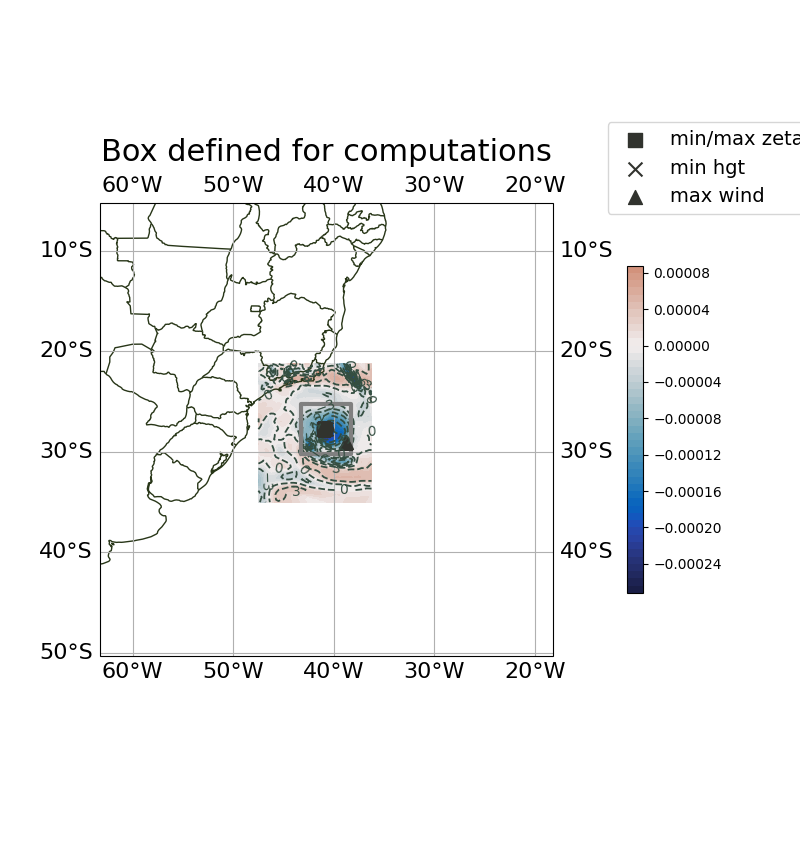 min/max zeta
min hgt
max wind
Box defined for computations
60°W 50°W 40°W 30°W 20°W
10°S 10°S
20°S 20°S
30°S 30°S
40°S 40°S
50°S
60°W 50°W 40°W 30°W 20°W
0.00008
0.00004
0.00000
−0.00004
−0.00008
−0.00012
−0.00016
−0.00020
−0.00024
0
3
0
0
3
0